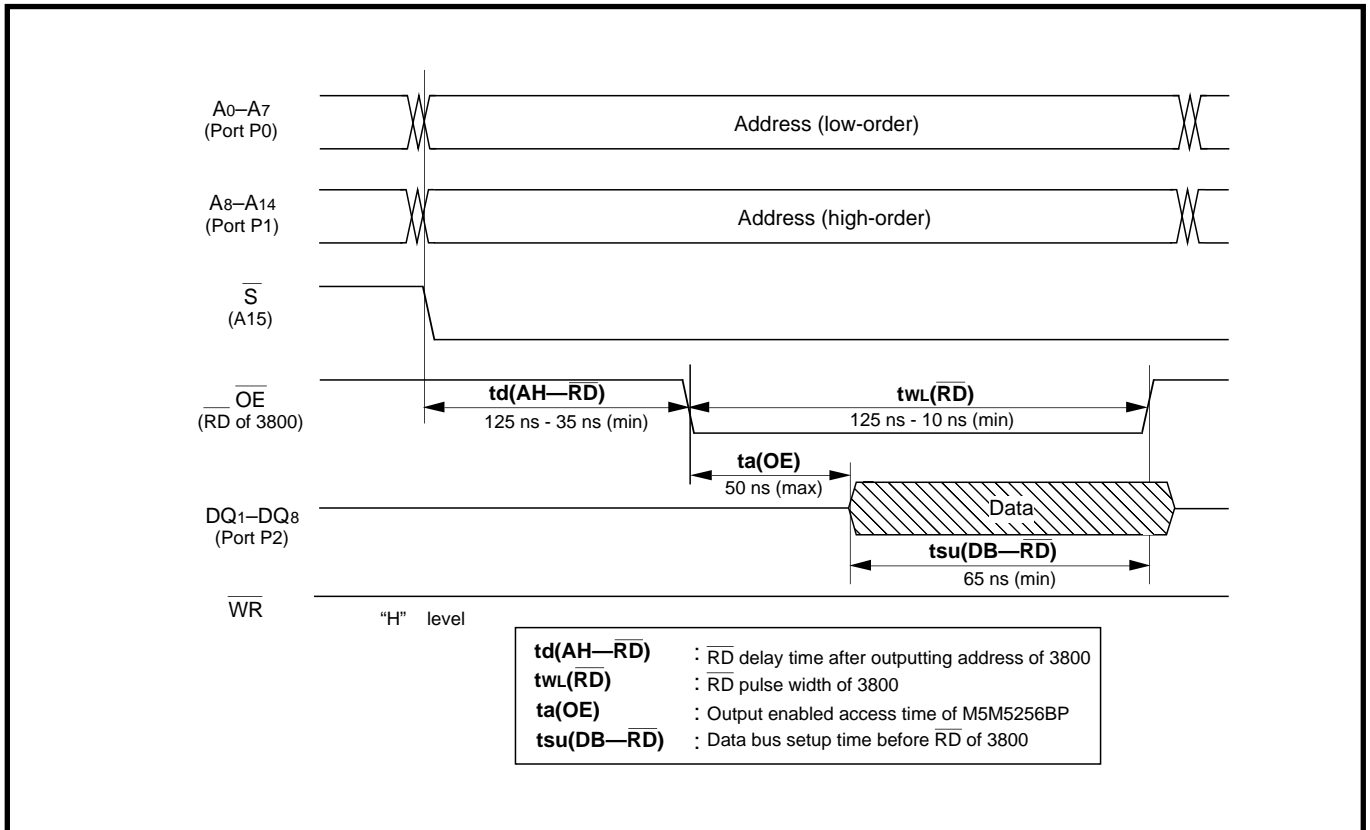 A0–A7
(Port P0)
Address (low-order)
A8–A14
(Port P1)
Address (high-order)
S
(A15)
OE
(RD of 3800)
td(AH—RD)
125 ns - 35 ns (min)
twL(RD)
125 ns - 10 ns (min)
ta(OE)
50 ns (max)
DQ1–DQ8
(Port P2)
Data
tsu(DB—RD)
65 ns (min)
WR
“H” level
td(AH—RD) : RD delay time after outputting address of 3800
twL(RD) : RD pulse width of 3800
ta(OE) : Output enabled access time of M5M5256BP
tsu(DB—RD) : Data bus setup time before RD of 3800